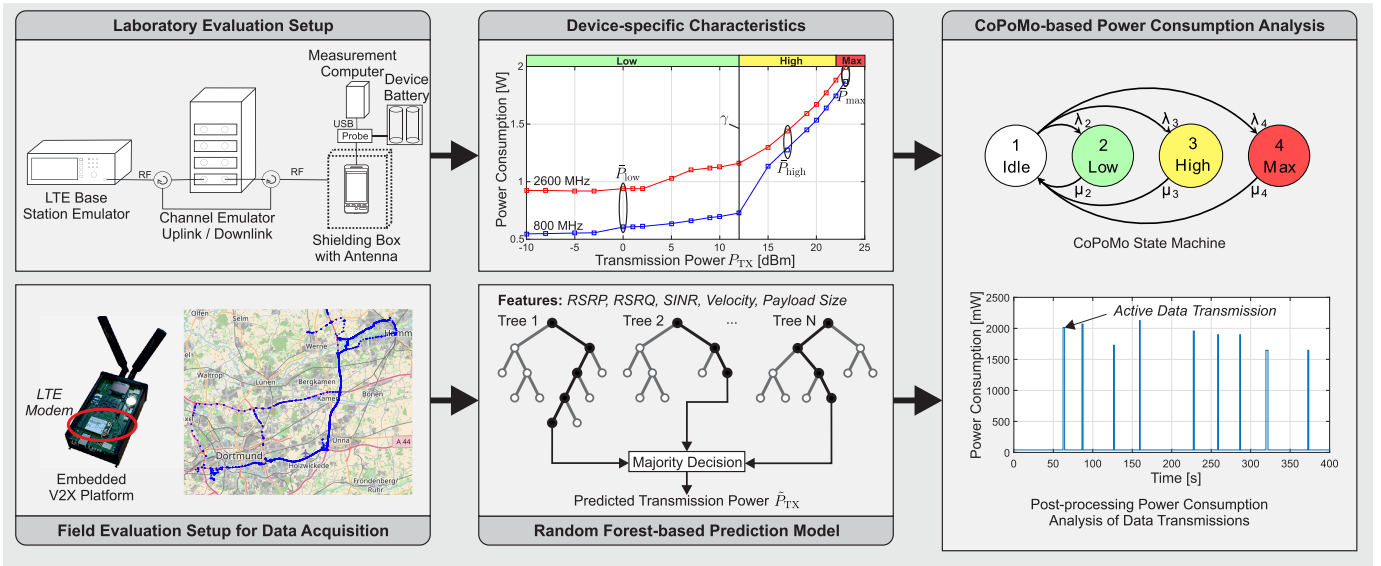 Laboratory Evaluation Setup
Measurement
Computer
Device
Battery
USB
Probe
RF
RF
LTE Base
Station Emulator
Channel Emulator
Uplink / Downlink
Shielding Box
with Antenna
Device-specific Characteristics
Low
High
Max
Power Consumption [W]
2
1.5
1
0.5
γ
P̄max
P̄high
P̄low
2600 MHz
800 MHz
-10
-5
0
5
10
15
20
25
Transmission Power PTX [dBm]
CoPoMo-based Power Consumption Analysis
1
Idle
2
Low
3
High
4
Max
λ2
λ3
λ4
μ2
μ3
μ4
CoPoMo State Machine
Power Consumption [mW]
2500
2000
1500
1000
500
0
Active Data Transmission
0
50
100
150
200
250
300
350
400
Time [s]
Post-processing Power Consumption
Analysis of Data Transmissions
LTE
Modem
Embedded
V2X Platform
Olfen
Selm
Werne
Hamm
Waltrop
Lünen
Bergkamen
Kamen
Bönen
Unna
A 44
Dortmund
Holzwickede
Fröndenberg/
Ruhr
Field Evaluation Setup for Data Acquisition
Features: RSRP, RSRQ, SINR, Velocity, Payload Size
Tree 1
Tree 2
...
Tree N
Majority Decision
Predicted Transmission Power P̃TX
Random Forest-based Prediction Model